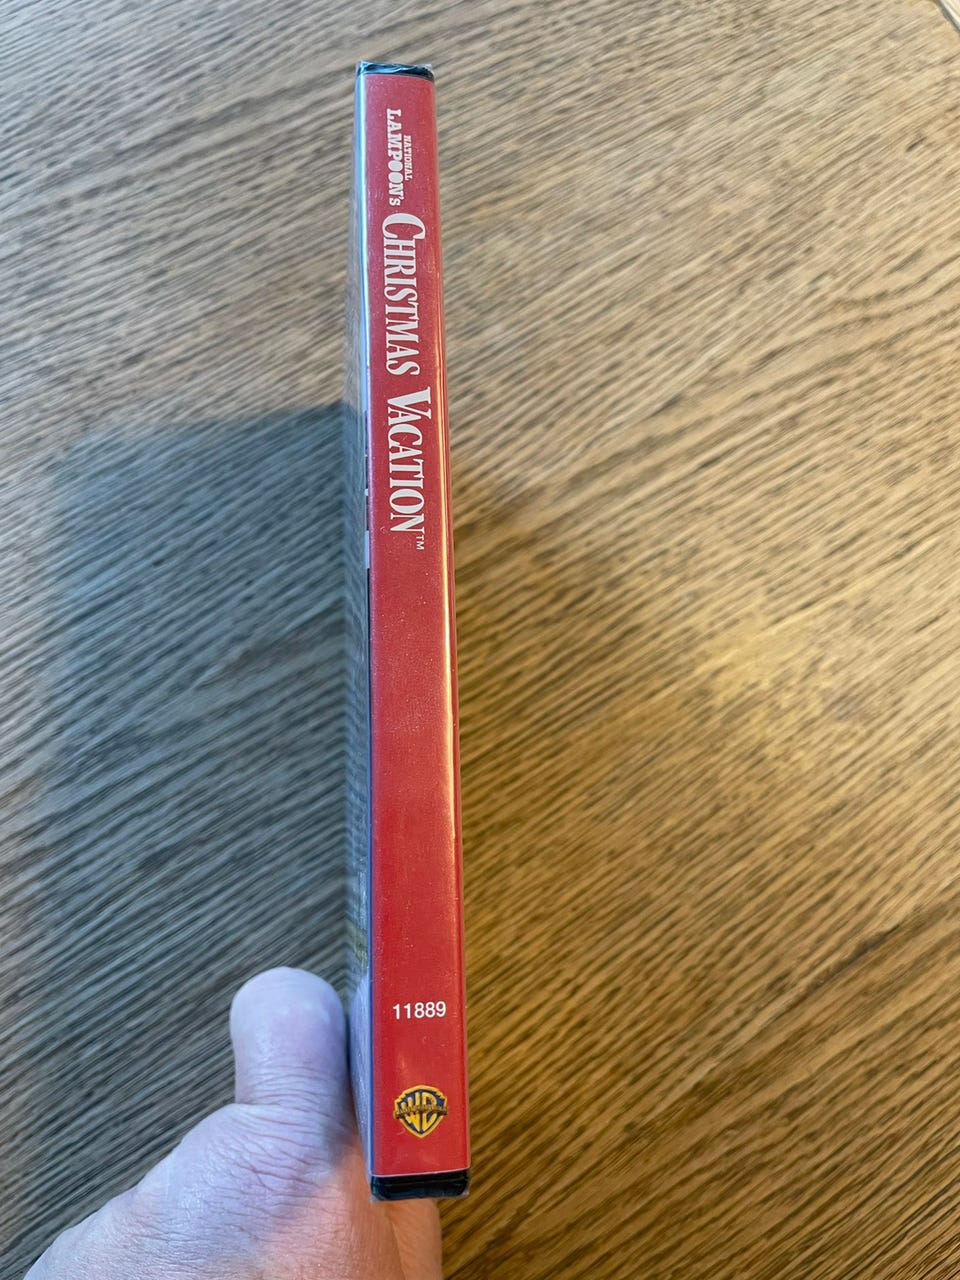 NATIONAL
LAMPOON's
CHRISTMAS VACATION™
11889
WB